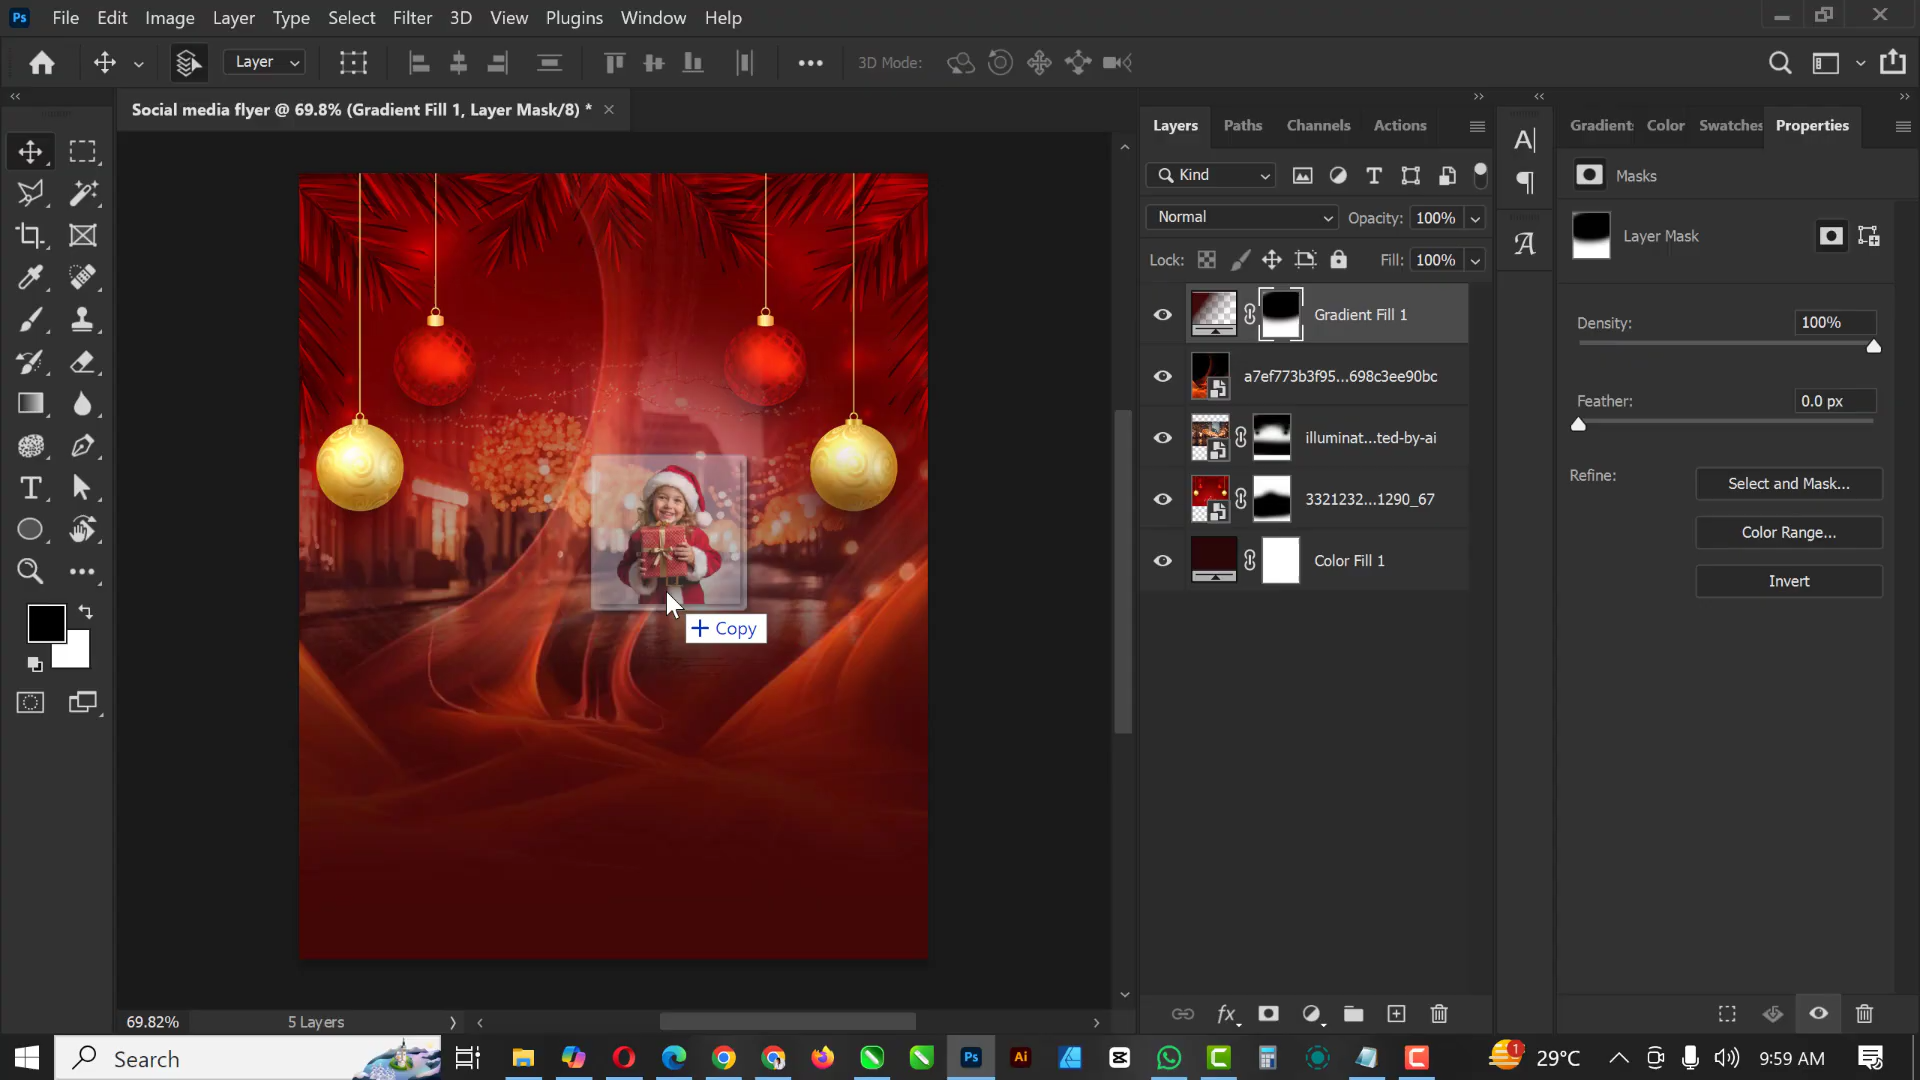 Ps File Edit Image Layer Type Select Filter 3D View Plugins Window Help
Layer 3D Mode:
Social media flyer @ 69.8% (Gradient Fill 1, Layer Mask/8) *
Layers Paths Channels Actions
Kind
Normal Opacity: 100%
Lock: Fill: 100%
Gradient Fill 1
a7ef773b3f95...698c3ee90bc
illuminat...ted-by-ai
3321232...1290_67
Color Fill 1
Copy
Gradient Color Swatches Properties
Masks
Layer Mask
Density: 100%
Feather: 0.0 px
Refine: Select and Mask...
Color Range...
Invert
69.82% 5 Layers
Search
Ps Ai
1 29°C 9:59 AM